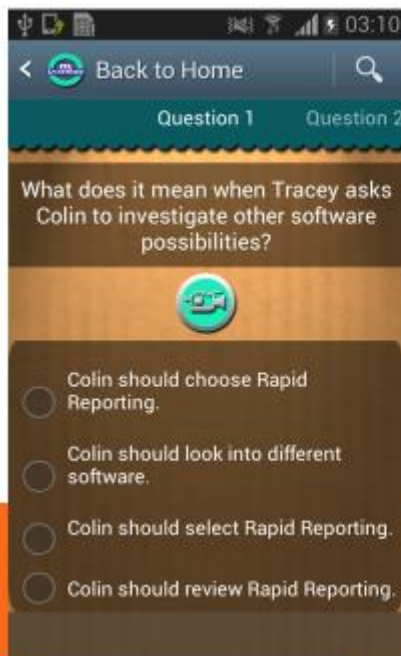 03:10
Back to Home
Question 1 Question 2
What does it mean when Tracey asks
Colin to investigate other software
possibilities?
Colin should choose Rapid
Reporting.
Colin should look into different
software.
Colin should select Rapid Reporting.
Colin should review Rapid Reporting.